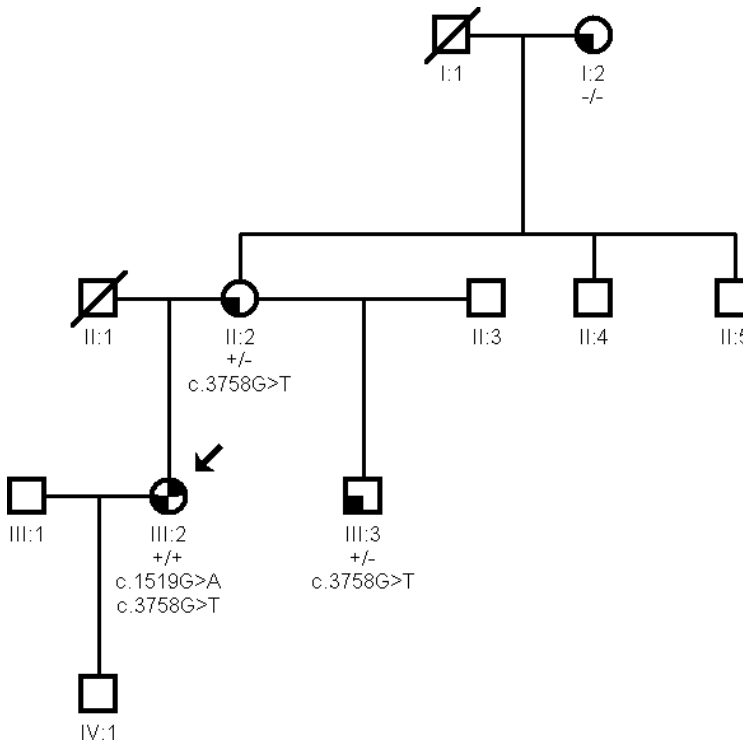 I:1
I:2
-/-
II:1
II:2
+/-
c.3758G>T
II:3
II:4
II:5
III:1
III:2
+/+
c.1519G>A
c.3758G>T
III:3
+/-
c.3758G>T
IV:1